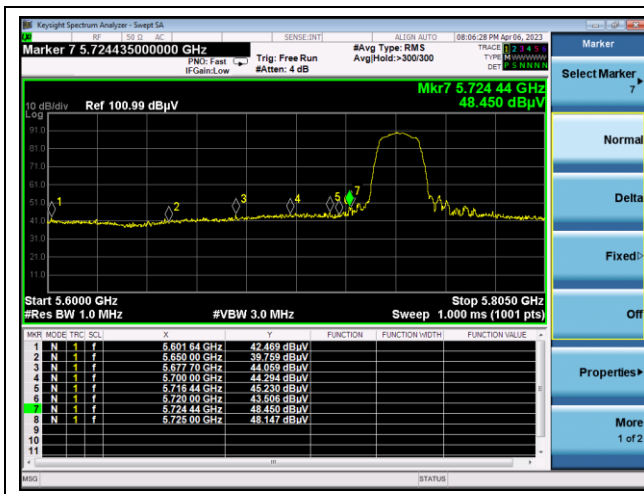 Keysight Spectrum Analyzer - Swept SA
RF 50 Ω AC SENSE:INT ALIGN AUTO 08:06:28 PM Apr 06, 2023
Marker 7 5.724435000000 GHz #Avg Type: RMS TRACE 1 2 3 4 5 6
PNO: Fast Trig: Free Run Avg|Hold:>300/300 TYPE M W W W W W
IFGain:Low #Atten: 4 dB DET P S N N N N
Mkr7 5.724 44 GHz
10 dB/div Ref 100.99 dBµV 48.450 dBµV
Log
91.0
81.0
71.0
61.0
51.0
41.0
31.0
21.0
11.0
1 2 3 4 5 7
Start 5.6000 GHz Stop 5.8050 GHz
#Res BW 1.0 MHz #VBW 3.0 MHz Sweep 1.000 ms (1001 pts)
MKR MODE TRC SCL X Y FUNCTION FUNCTION WIDTH FUNCTION VALUE
1 N 1 f 5.601 64 GHz 42.469 dBµV
2 N 1 f 5.650 00 GHz 39.759 dBµV
3 N 1 f 5.677 70 GHz 44.059 dBµV
4 N 1 f 5.700 00 GHz 44.294 dBµV
5 N 1 f 5.716 44 GHz 45.230 dBµV
6 N 1 f 5.720 00 GHz 43.506 dBµV
7 N 1 f 5.724 44 GHz 48.450 dBµV
8 N 1 f 5.725 00 GHz 48.147 dBµV
9
10
11
MSG STATUS
Marker
Select Marker
7
Normal
Delta
Fixed
Off
Properties
More
1 of 2